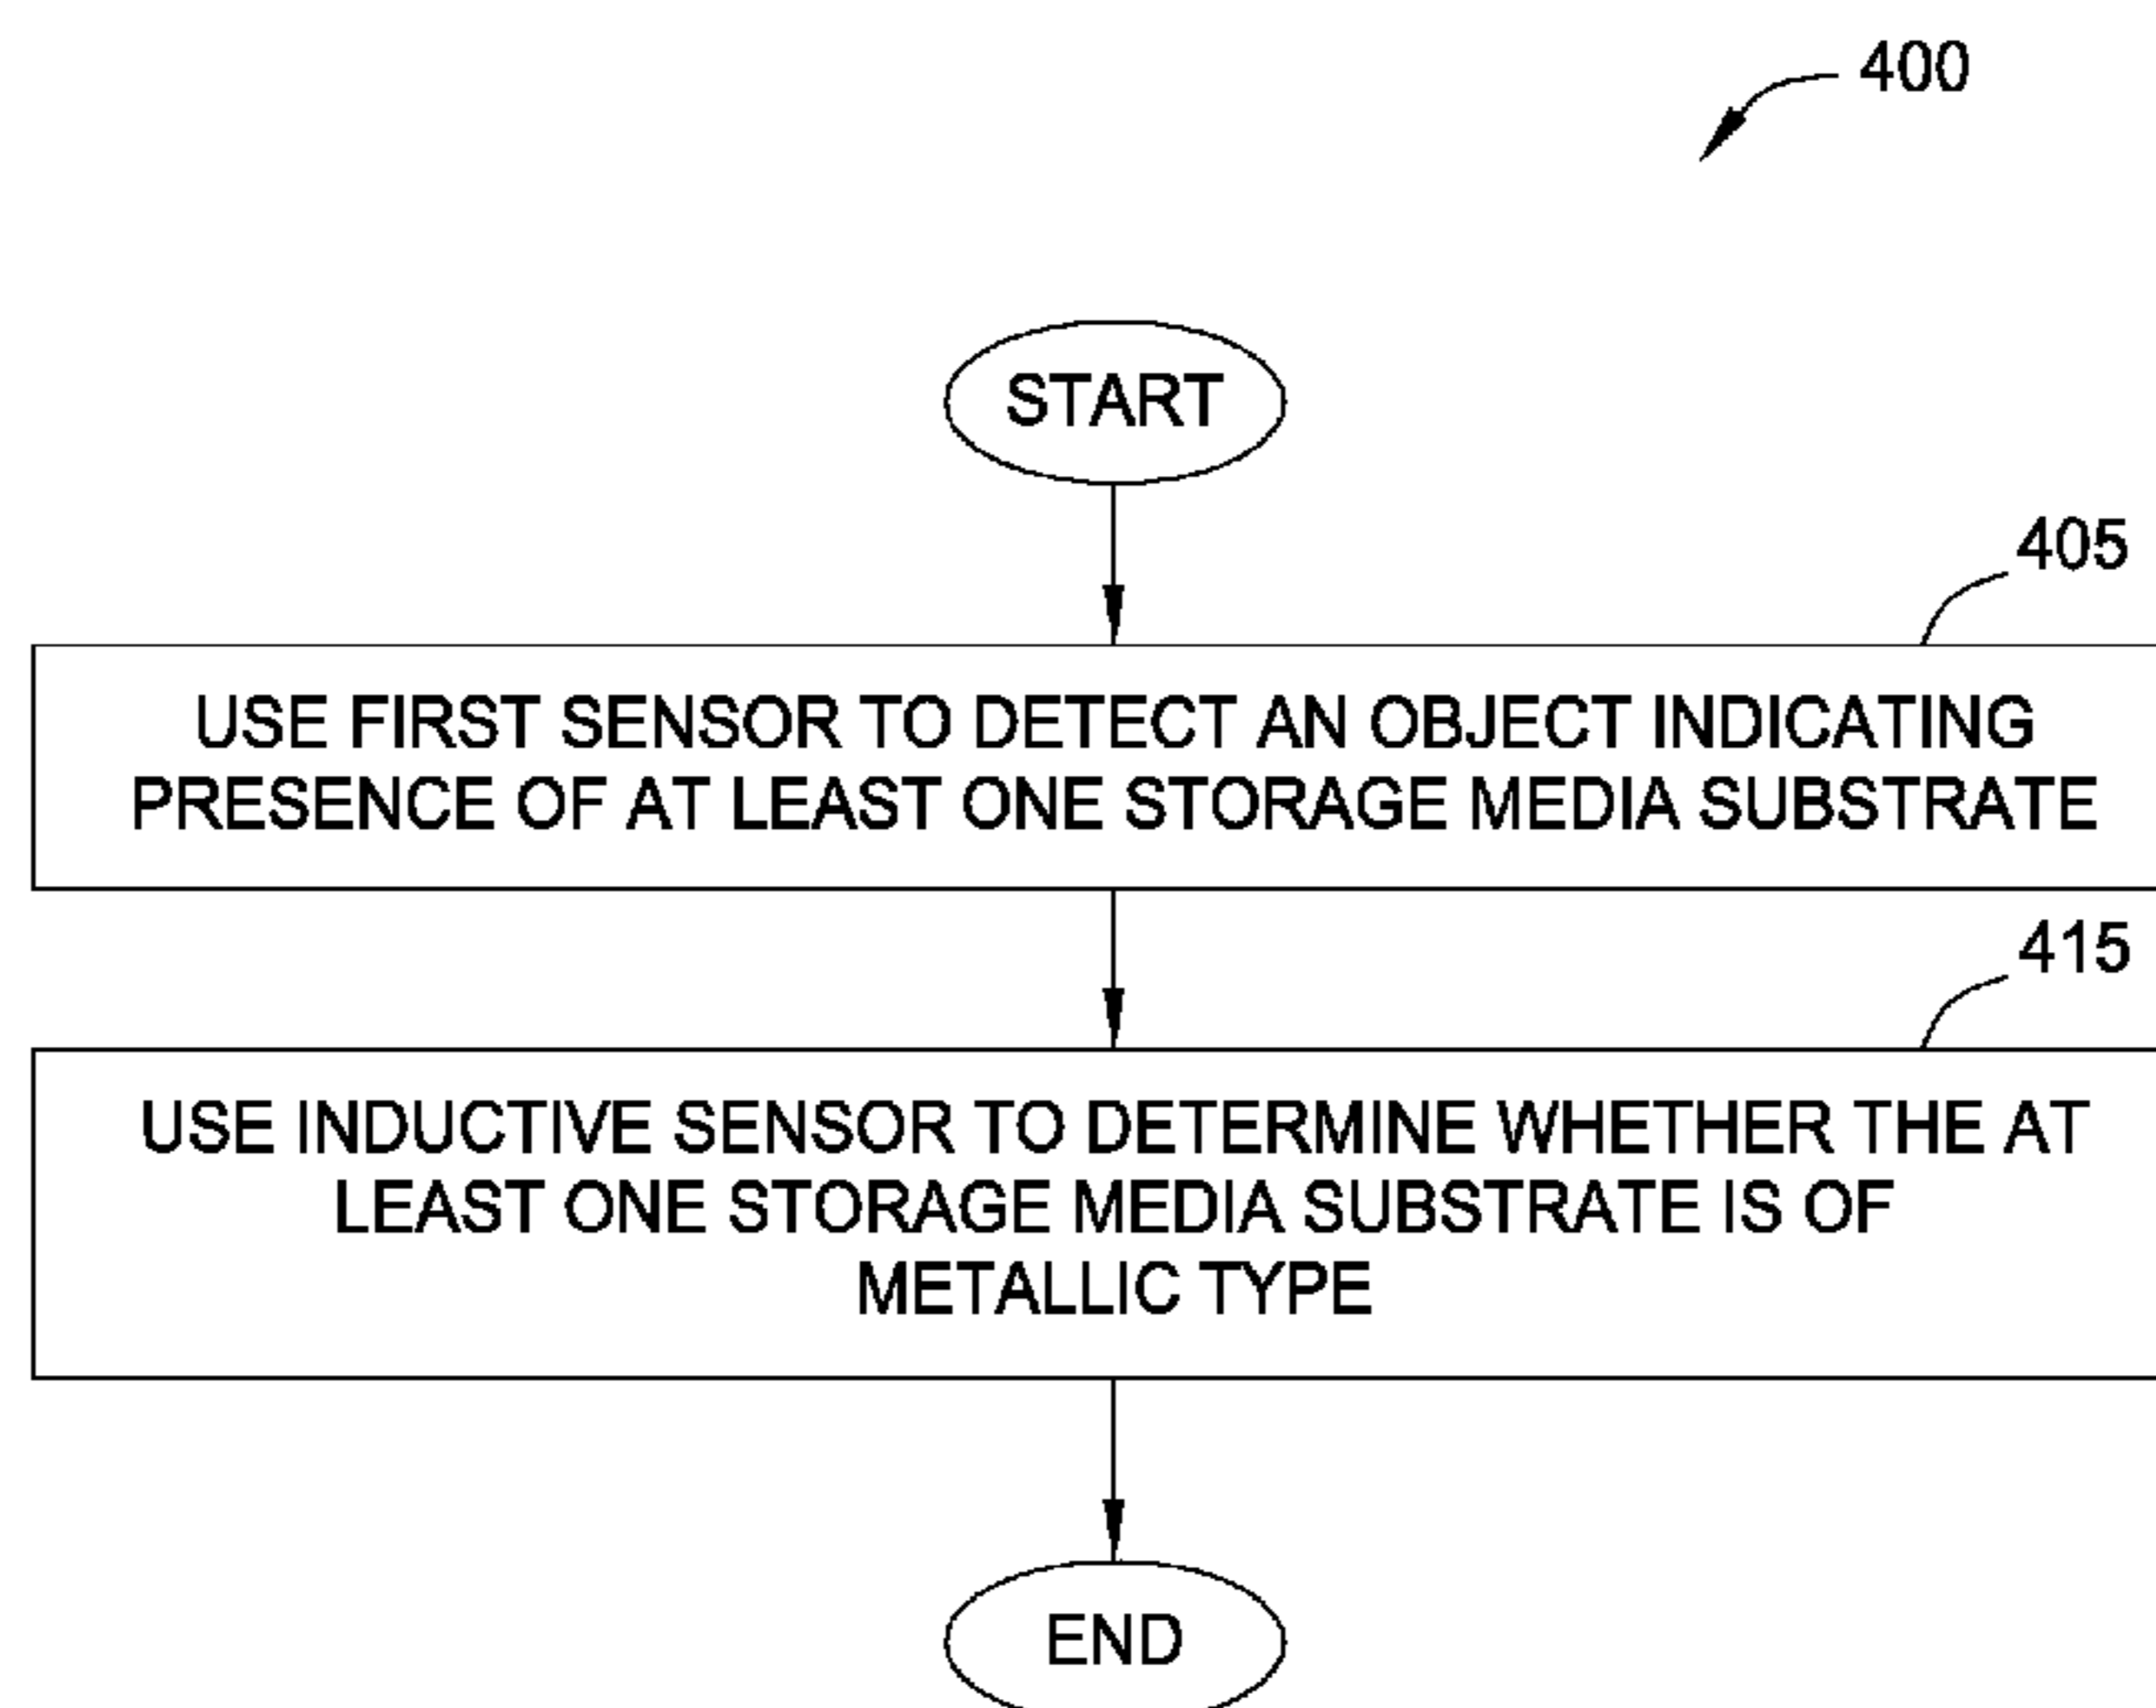 400
START
405
USE FIRST SENSOR TO DETECT AN OBJECT INDICATING
PRESENCE OF AT LEAST ONE STORAGE MEDIA SUBSTRATE
415
USE INDUCTIVE SENSOR TO DETERMINE WHETHER THE AT
LEAST ONE STORAGE MEDIA SUBSTRATE IS OF
METALLIC TYPE
END